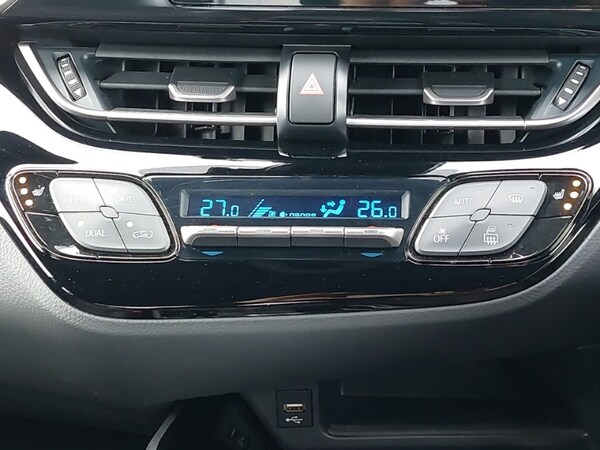 27.0 nanoe 26.0
A/C AUTO
DUAL OFF